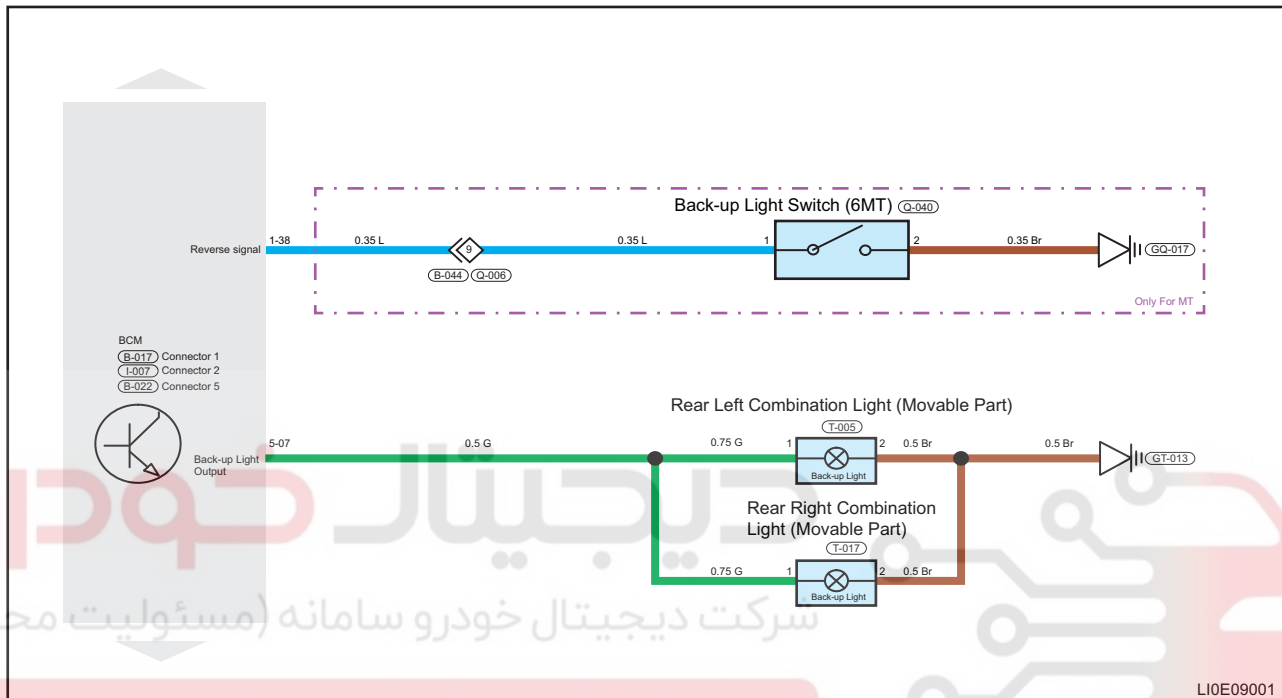 Back-up Light Switch (6MT) Q-040
Reverse signal 1-38 0.35 L 9 0.35 L 1 2 0.35 Br GQ-017
B-044 Q-006
Only For MT
BCM
B-017 Connector 1
I-007 Connector 2
B-022 Connector 5
Rear Left Combination Light (Movable Part)
T-005
5-07 0.5 G 0.75 G 1 2 0.5 Br 0.5 Br GT-013
Back-up Light
Output
Back-up Light
Rear Right Combination
Light (Movable Part)
T-017
0.75 G 1 2 0.5 Br
Back-up Light
دیجیتال خودر
شرکت دیجیتال خودرو سامانه (مسئولیت مح
LI0E09001